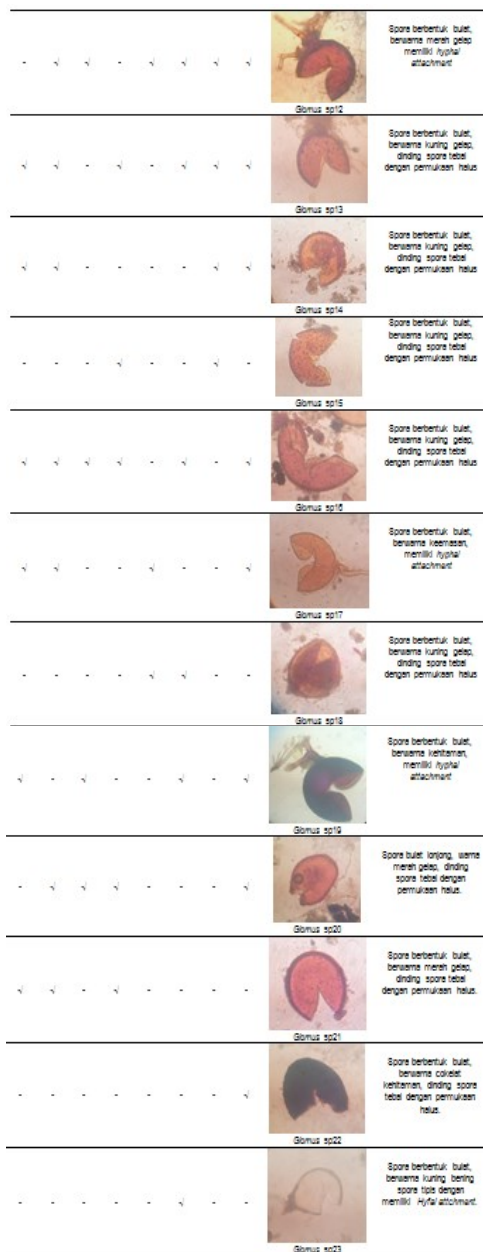 - √ √ - √ √ √ √
Spora berbentuk bulat,
berwarna merah gelap
memiliki hyphal
attachment
Glomus sp12
√ √ - √ - √ √ √
Spora berbentuk bulat,
berwarna kuning gelap,
dinding spora tebal
dengan permukaan halus
Glomus sp13
√ √ - - - - √ √
Spora berbentuk bulat,
berwarna kuning gelap,
dinding spora tebal
dengan permukaan halus
Glomus sp14
- - - √ - - √ -
Spora berbentuk bulat,
berwarna kuning gelap,
dinding spora tebal
dengan permukaan halus
Glomus sp15
√ √ √ √ - √ - √
Spora berbentuk bulat,
berwarna kuning gelap,
dinding spora tebal
dengan permukaan halus
Glomus sp16
√ √ - - √ - - √
Spora berbentuk bulat,
berwarna keemasan,
memiliki hyphal
attachment
Glomus sp17
- - - - √ √ - -
Spora berbentuk bulat,
berwarna kuning gelap,
dinding spora tebal
dengan permukaan halus
Glomus sp18
√ - √ - - √ - √
Spora berbentuk bulat,
berwarna kehitaman,
memiliki hyphal
attachment
Glomus sp19
- √ √ √ - - - √
Spora bulat lonjong, warna
merah gelap, dinding
spora tebal dengan
permukaan halus.
Glomus sp20
√ √ - √ - - - -
Spora berbentuk bulat,
berwarna merah gelap,
dinding spora tebal
dengan permukaan halus.
Glomus sp21
- - - - - - - √
Spora berbentuk bulat,
berwarna cokelat
kehitaman, dinding spora
tebal dengan permukaan
halus.
Glomus sp22
- - - - - √ - -
Spora berbentuk bulat,
berwarna kuning bening
spora tipis dengan
memiliki Hyfal attchment.
Glomus sp23